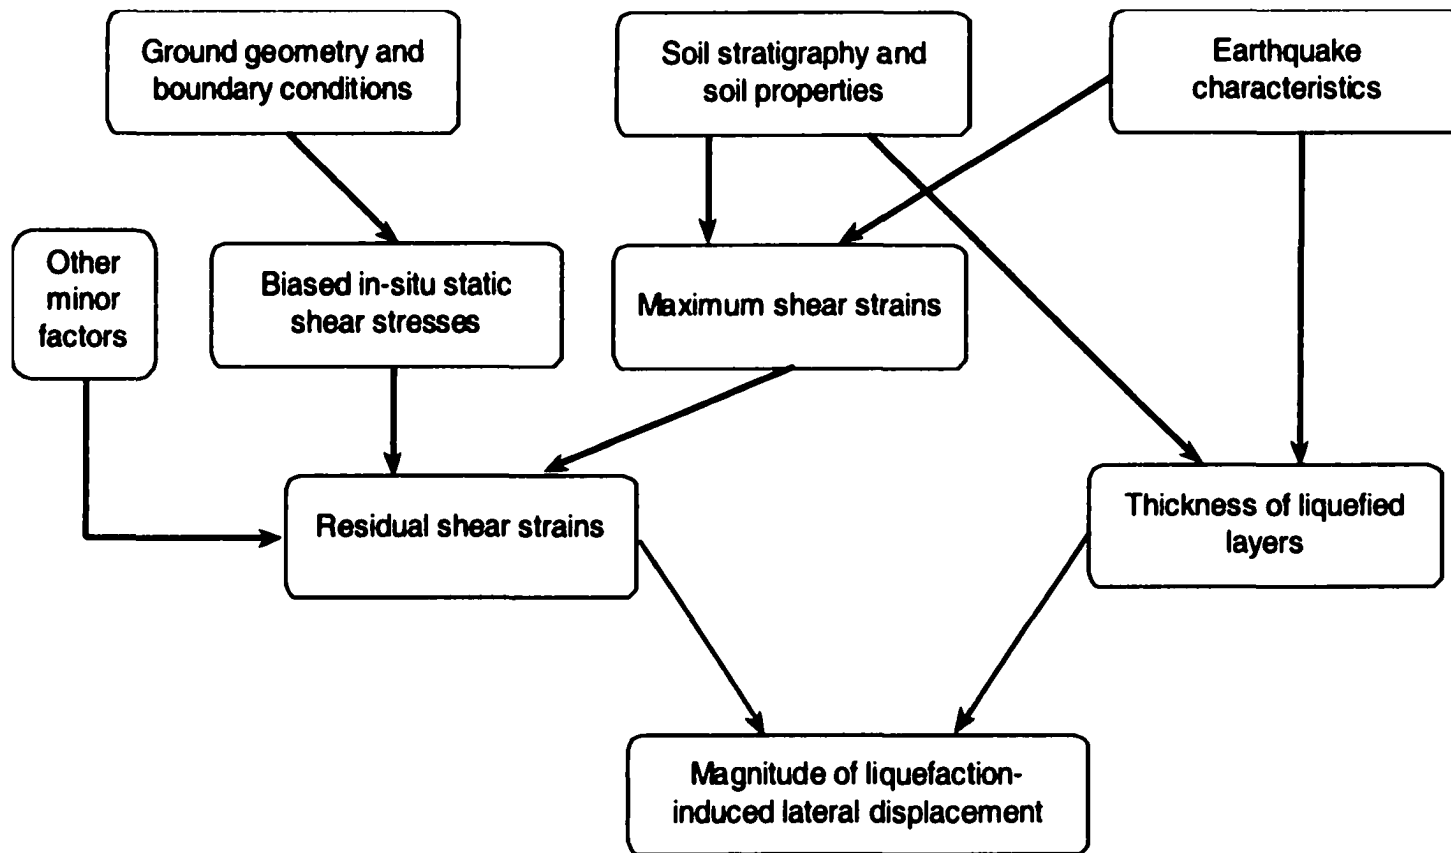 Ground geometry and
boundary conditions
Soil stratigraphy and
soil properties
Earthquake
characteristics
Other
minor
factors
Biased in-situ static
shear stresses
Maximum shear strains
Residual shear strains
Thickness of liquefied
layers
Magnitude of liquefaction-
induced lateral displacement